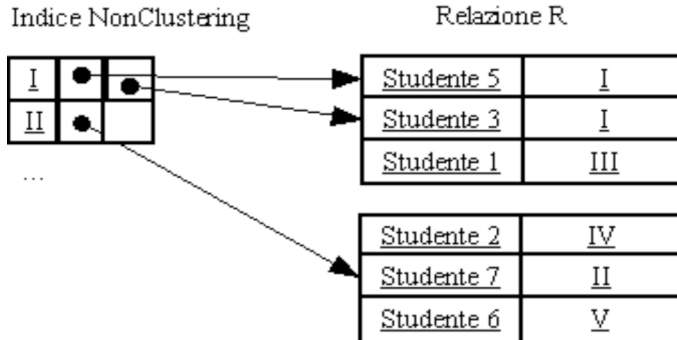 Indice NonClustering
Relazione R
I
II
...
Studente 5 I
Studente 3 I
Studente 1 III
Studente 2 IV
Studente 7 II
Studente 6 V